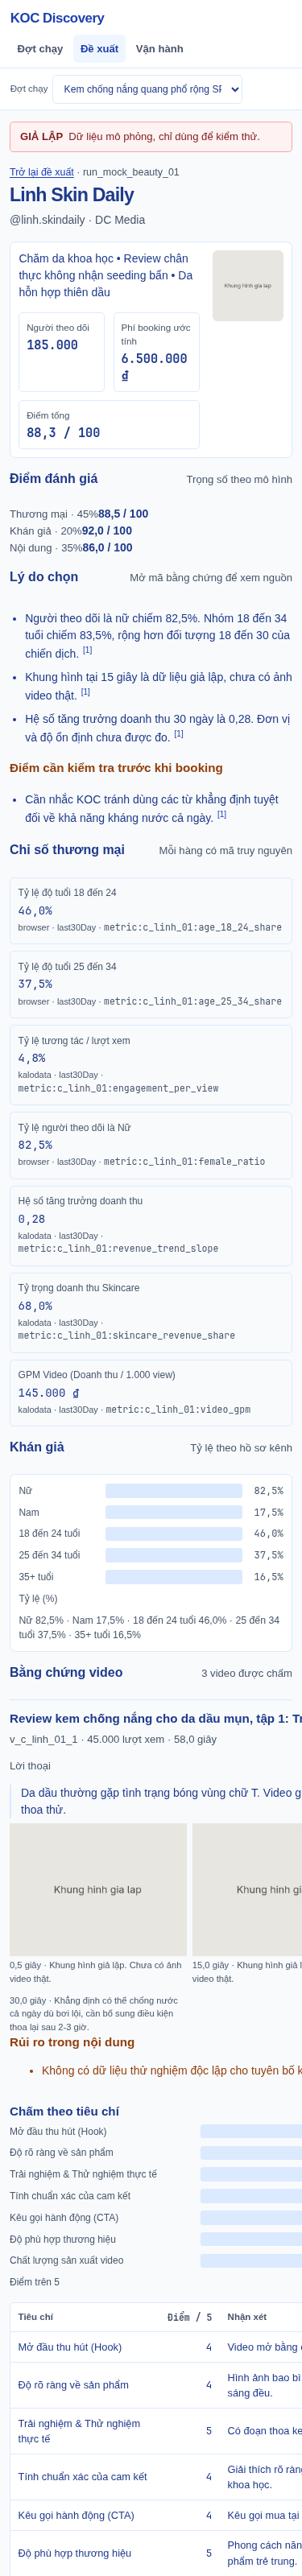 KOC Discovery
Đợt chạy Đề xuất Vận hành
Đợt chạy Kem chống nắng quang phổ rộng SF
GIẢ LẬP Dữ liệu mô phỏng, chỉ dùng để kiểm thử.
Trở lại đề xuất · run_mock_beauty_01
Linh Skin Daily
@linh.skindaily · DC Media
Chăm da khoa học • Review chân
thực không nhận seeding bẩn • Da
hỗn hợp thiên dầu
Khung hinh gia lap
Người theo dõi
185.000
Phí booking ước
tính
6.500.000
₫
Điểm tổng
88,3 / 100
Điểm đánh giá Trọng số theo mô hình
Thương mại · 45%88,5 / 100
Khán giả · 20%92,0 / 100
Nội dung · 35%86,0 / 100
Lý do chọn Mở mã bằng chứng để xem nguồn
• Người theo dõi là nữ chiếm 82,5%. Nhóm 18 đến 34
tuổi chiếm 83,5%, rộng hơn đối tượng 18 đến 30 của
chiến dịch. [1]
• Khung hình tại 15 giây là dữ liệu giả lập, chưa có ảnh
video thật. [1]
• Hệ số tăng trưởng doanh thu 30 ngày là 0,28. Đơn vị
và độ ổn định chưa được đo. [1]
Điểm cần kiểm tra trước khi booking
• Cần nhắc KOC tránh dùng các từ khẳng định tuyệt
đối về khả năng kháng nước cả ngày. [1]
Chỉ số thương mại Mỗi hàng có mã truy nguyên
Tỷ lệ độ tuổi 18 đến 24
46,0%
browser · last30Day · metric:c_linh_01:age_18_24_share
Tỷ lệ độ tuổi 25 đến 34
37,5%
browser · last30Day · metric:c_linh_01:age_25_34_share
Tỷ lệ tương tác / lượt xem
4,8%
kalodata · last30Day ·
metric:c_linh_01:engagement_per_view
Tỷ lệ người theo dõi là Nữ
82,5%
browser · last30Day · metric:c_linh_01:female_ratio
Hệ số tăng trưởng doanh thu
0,28
kalodata · last30Day ·
metric:c_linh_01:revenue_trend_slope
Tỷ trọng doanh thu Skincare
68,0%
kalodata · last30Day ·
metric:c_linh_01:skincare_revenue_share
GPM Video (Doanh thu / 1.000 view)
145.000 ₫
kalodata · last30Day · metric:c_linh_01:video_gpm
Khán giả Tỷ lệ theo hồ sơ kênh
Nữ 82,5%
Nam 17,5%
18 đến 24 tuổi 46,0%
25 đến 34 tuổi 37,5%
35+ tuổi 16,5%
Tỷ lệ (%)
Nữ 82,5% · Nam 17,5% · 18 đến 24 tuổi 46,0% · 25 đến 34
tuổi 37,5% · 35+ tuổi 16,5%
Bằng chứng video 3 video được chấm
Review kem chống nắng cho da dầu mụn, tập 1: Tr
v_c_linh_01_1 · 45.000 lượt xem · 58,0 giây
Lời thoại
Da dầu thường gặp tình trạng bóng vùng chữ T. Video g
thoa thử.
Khung hinh gia lap Khung hinh gia
0,5 giây · Khung hình giả lập. Chưa có ảnh
video thật.
15,0 giây · Khung hình giả
video thật.
30,0 giây · Khẳng định có thể chống nước
cả ngày dù bơi lội, cần bổ sung điều kiện
thoa lại sau 2-3 giờ.
Rủi ro trong nội dung
• Không có dữ liệu thử nghiệm độc lập cho tuyên bố k
Chấm theo tiêu chí
Mở đầu thu hút (Hook)
Độ rõ ràng về sản phẩm
Trải nghiệm & Thử nghiệm thực tế
Tính chuẩn xác của cam kết
Kêu gọi hành động (CTA)
Độ phù hợp thương hiệu
Chất lượng sản xuất video
Điểm trên 5
Tiêu chí Điểm / 5 Nhận xét
Mở đầu thu hút (Hook) 4 Video mở bằng
Độ rõ ràng về sản phẩm 4 Hình ảnh bao bì
sáng đều.
Trải nghiệm & Thử nghiệm
thực tế 5 Có đoạn thoa ke
Tính chuẩn xác của cam kết 4 Giải thích rõ ràng
khoa học.
Kêu gọi hành động (CTA) 4 Kêu gọi mua tại
Độ phù hợp thương hiệu 5 Phong cách năn
phẩm trẻ trung.